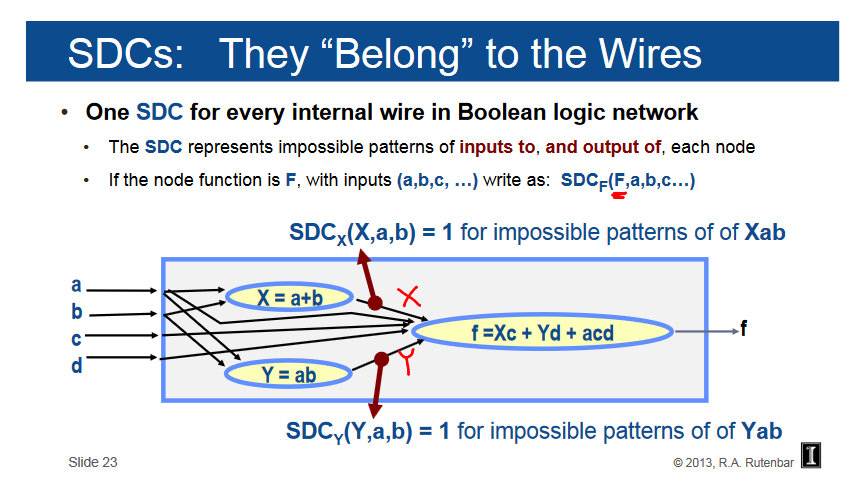 SDCs: They “Belong” to the Wires
• One SDC for every internal wire in Boolean logic network
• The SDC represents impossible patterns of inputs to, and output of, each node
• If the node function is F, with inputs (a,b,c, …) write as: SDCF(F,a,b,c…)
SDCX(X,a,b) = 1 for impossible patterns of of Xab
a
X = a+b
X
b
c
f =Xc + Yd + acd
f
d
Y = ab
Y
SDCY(Y,a,b) = 1 for impossible patterns of of Yab
Slide 23
© 2013, R.A. Rutenbar
I